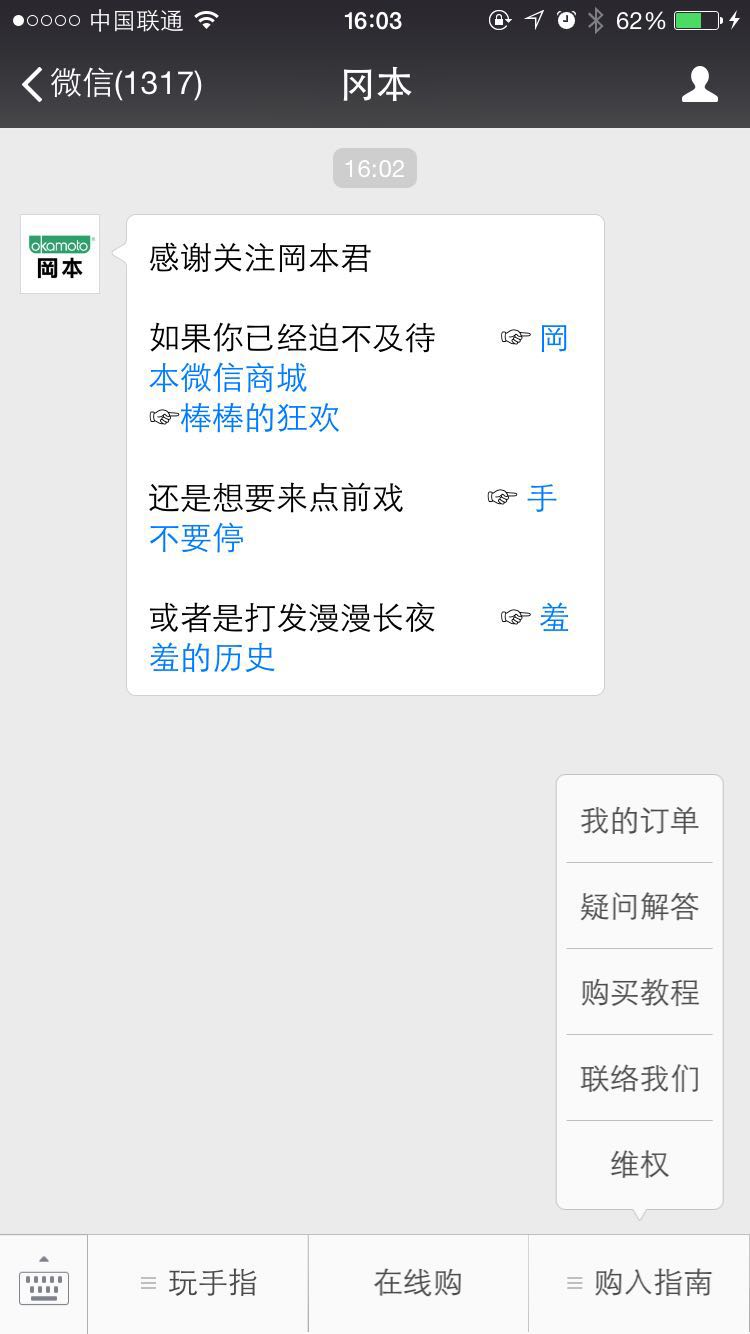 中国联通 16:03 62%
微信(1317) 冈本
16:02
okamoto
岡本
感谢关注岡本君
如果你已经迫不及待 ☞ 岡
本微信商城
☞棒棒的狂欢
还是想要来点前戏 ☞ 手
不要停
或者是打发漫漫长夜 ☞ 羞
羞的历史
我的订单
疑问解答
购买教程
联络我们
维权
玩手指 在线购 购入指南